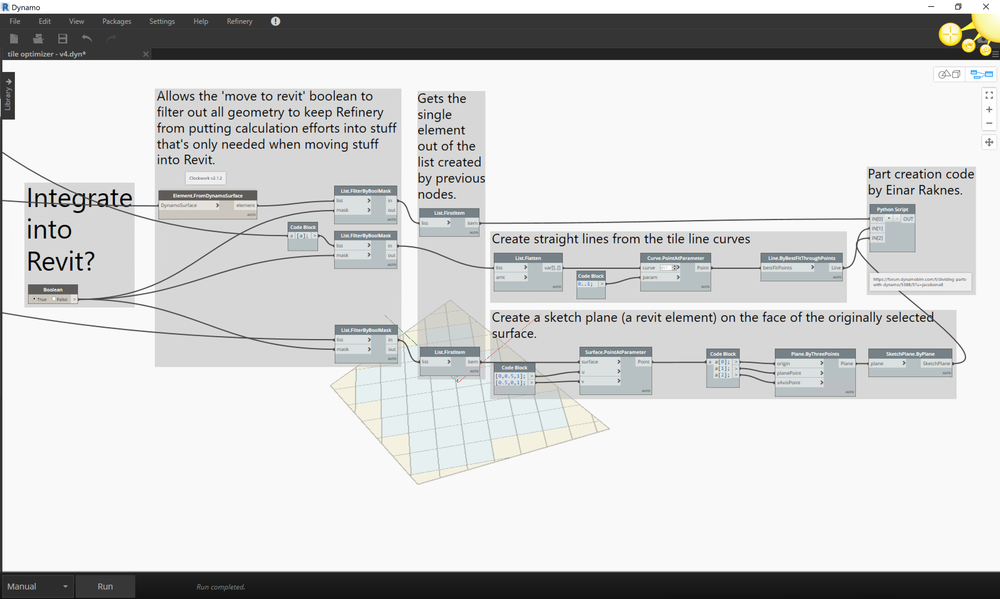 Dynamo
File Edit View Packages Settings Help Refinery
tile optimizer - v4.dyn*
Library
Allows the 'move to revit' boolean to
filter out all geometry to keep Refinery
from putting calculation efforts into stuff
that's only needed when moving stuff
into Revit.
Clockwork v2.1.2
Element.FromDynamoSurface
DynamoSurface > element
AUTO
List.FilterByBoolMask
list > in
mask > out
AUTO
Code Block
a [a]; >
List.FilterByBoolMask
list > in
mask > out
AUTO
List.FilterByBoolMask
list > in
mask > out
AUTO
Integrate
into
Revit?
Boolean
True False >
Gets the
single
element
out of the
list created
by previous
nodes.
List.FirstItem
list > item
AUTO
List.FirstItem
list > item
AUTO
Create straight lines from the tile line curves
List.Flatten
list > var[]..[]
amt >
AUTO
Code Block
0..1; >
Curve.PointAtParameter
curve @L1 > Point
param >
AUTO
Line.ByBestFitThroughPoints
bestFitPoints > Line
AUTO
Part creation code
by Einar Raknes.
Python Script
IN[0] + - OUT
IN[1]
IN[2]
https://forum.dynamobim.com/t/dividing-parts-
with-dynamo/5388/5?u=jacobsmall
Create a sketch plane (a revit element) on the face of the originally selected
surface.
Code Block
[0,0.5,1]; >
[0.5,0,1]; >
Surface.PointAtParameter
surface > Point
u >
v >
AUTO
Code Block
a a[0]; >
a[1]; >
a[2]; >
Plane.ByThreePoints
origin > Plane
planePoint >
xAxisPoint >
AUTO
SketchPlane.ByPlane
plane > SketchPlane
AUTO
Manual
Run
Run completed.